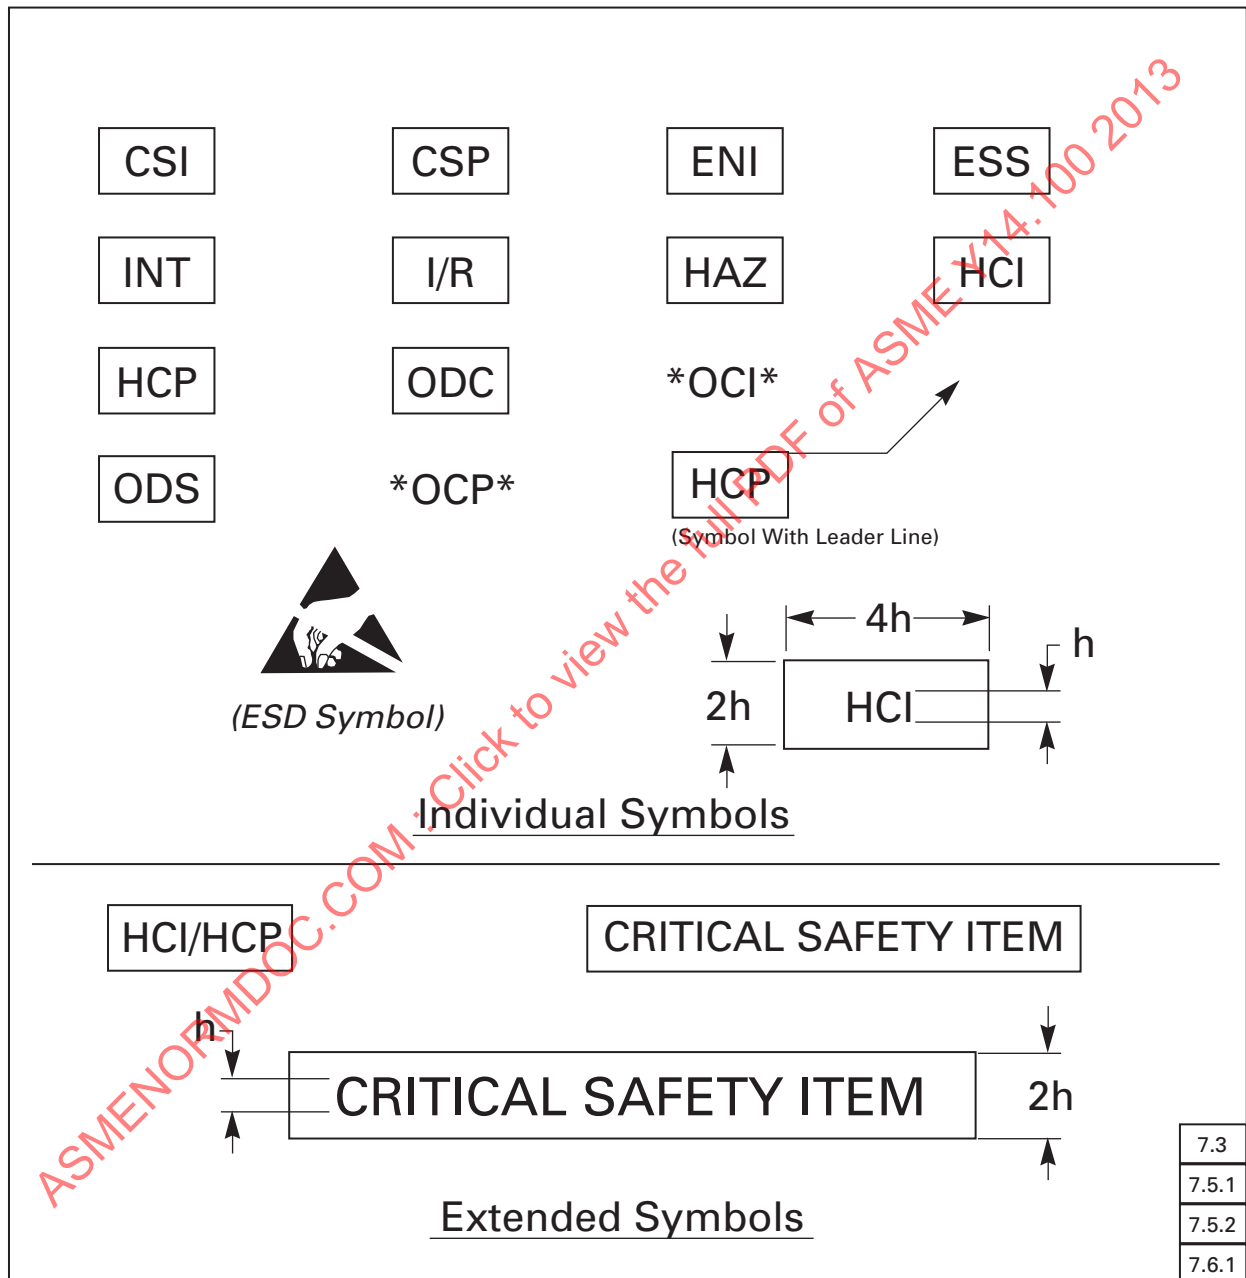 CSI CSP ENI ESS
INT I/R HAZ HCI
HCP ODC *OCI*
ODS *OCP* HCP
(Symbol With Leader Line)
4h
h
2h HCI
(ESD Symbol)
Individual Symbols
HCI/HCP CRITICAL SAFETY ITEM
h
CRITICAL SAFETY ITEM 2h
Extended Symbols
7.3
7.5.1
7.5.2
7.6.1
ASMENORMDOC.COM : Click to view the full PDF of ASME Y14.100 2013